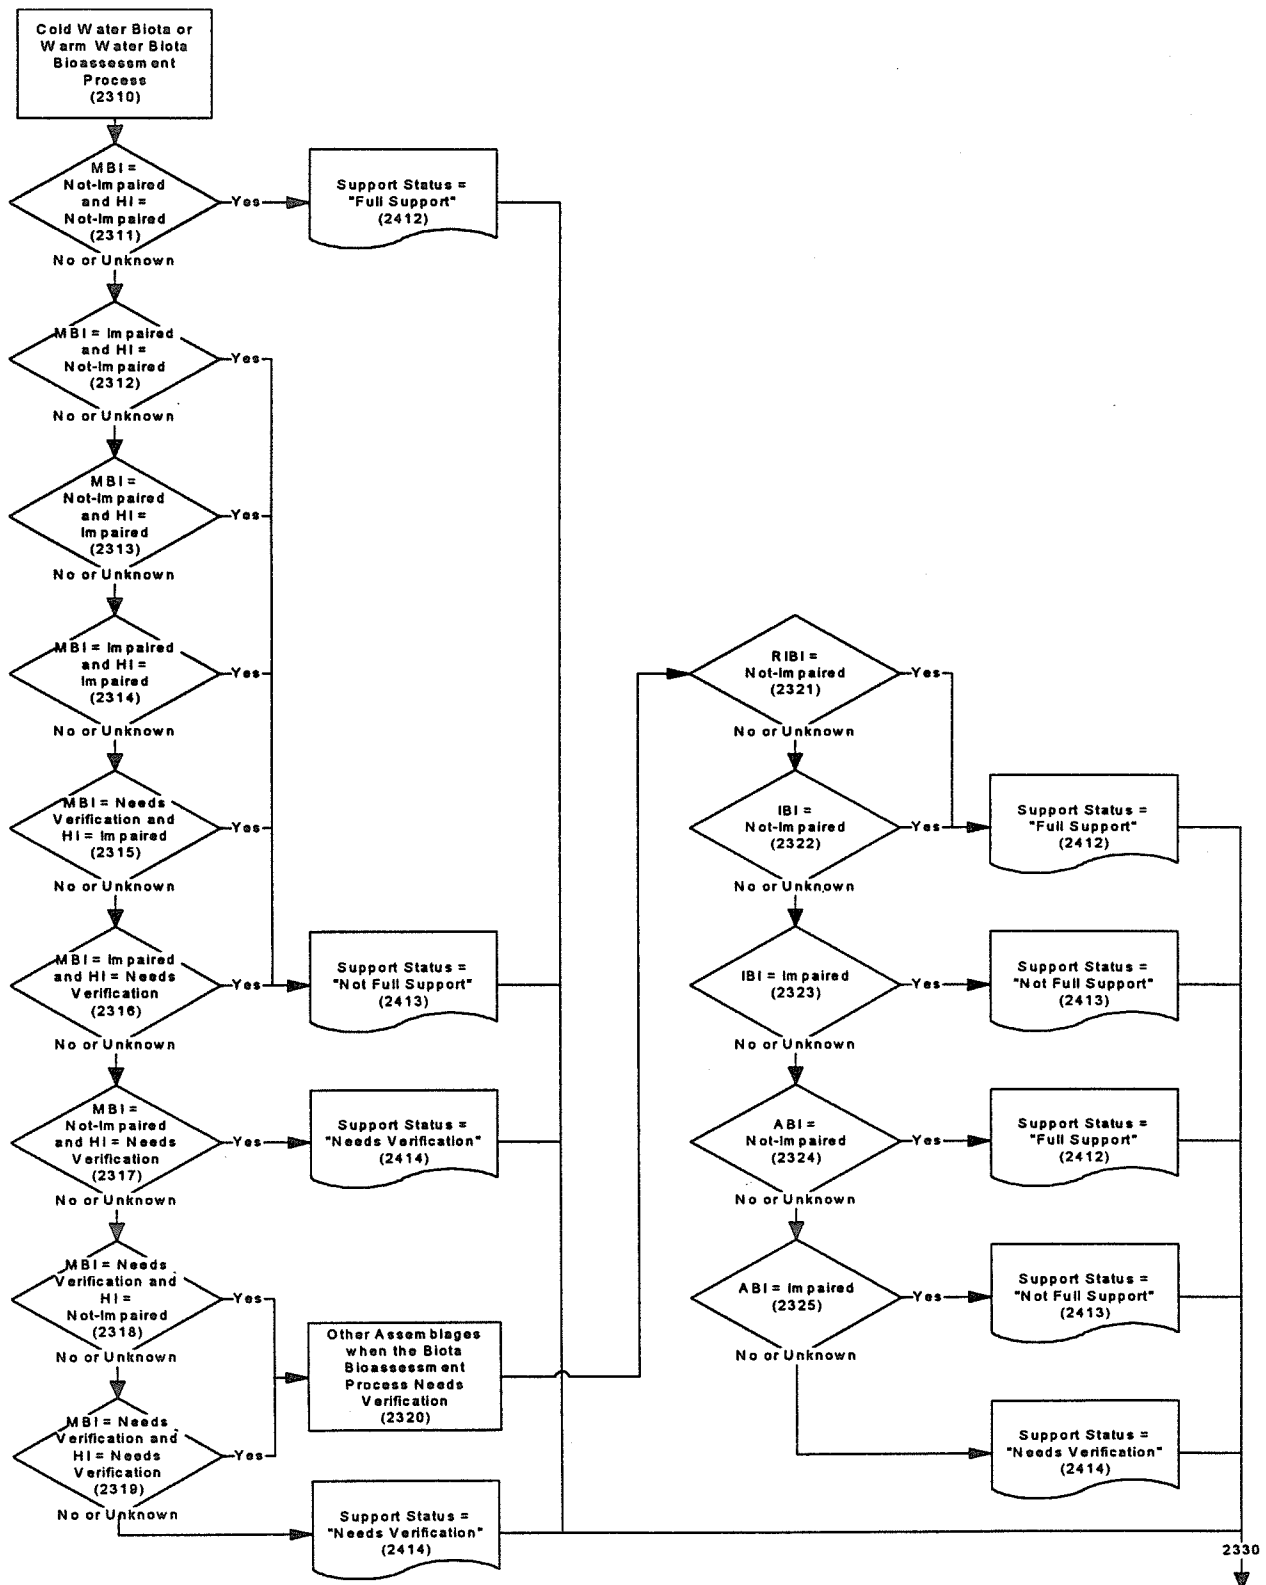 Cold Water Biota or
Warm Water Biota
Bioassessment
Process
(2310)
MBI =
Not-Impaired
and HI =
Not-Impaired
(2311)
Yes
No or Unknown
Support Status =
"Full Support"
(2412)
MBI = Impaired
and HI =
Not-Impaired
(2312)
Yes
No or Unknown
MBI =
Not-Impaired
and HI =
Impaired
(2313)
Yes
No or Unknown
MBI = Impaired
and HI =
Impaired
(2314)
Yes
No or Unknown
MBI = Needs
Verification and
HI = Impaired
(2315)
Yes
No or Unknown
MBI = Impaired
and HI = Needs
Verification
(2316)
Yes
No or Unknown
Support Status =
"Not Full Support"
(2413)
MBI =
Not-Impaired
and HI = Needs
Verification
(2317)
Yes
No or Unknown
Support Status =
"Needs Verification"
(2414)
MBI = Needs
Verification and
HI =
Not-Impaired
(2318)
Yes
No or Unknown
MBI = Needs
Verification and
HI = Needs
Verification
(2319)
Yes
No or Unknown
Other Assemblages
when the Biota
Bioassessment
Process Needs
Verification
(2320)
Support Status =
"Needs Verification"
(2414)
RIBI =
Not-Impaired
(2321)
Yes
No or Unknown
IBI =
Not-Impaired
(2322)
Yes
No or Unknown
Support Status =
"Full Support"
(2412)
IBI = Impaired
(2323)
Yes
No or Unknown
Support Status =
"Not Full Support"
(2413)
ABI =
Not-Impaired
(2324)
Yes
No or Unknown
Support Status =
"Full Support"
(2412)
ABI = Impaired
(2325)
Yes
No or Unknown
Support Status =
"Not Full Support"
(2413)
Support Status =
"Needs Verification"
(2414)
2330